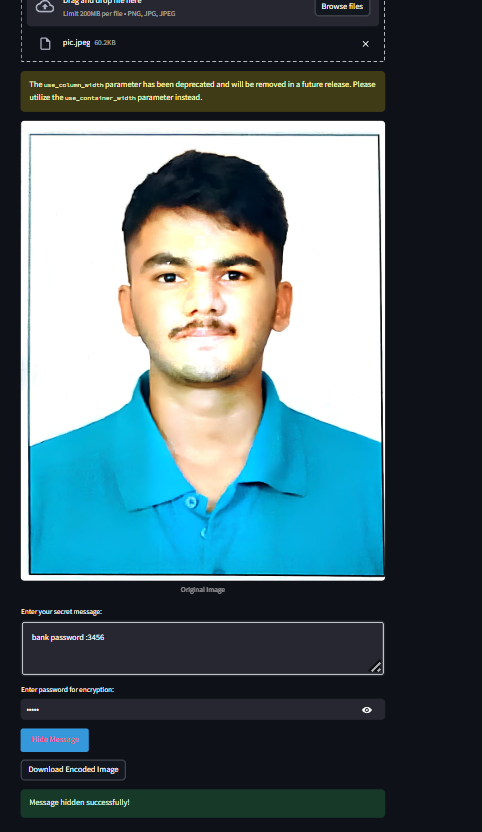 Drag and drop file here
Limit 200MB per file • PNG, JPG, JPEG
Browse files
pic.jpeg 60.2KB
The use_column_width parameter has been deprecated and will be removed in a future release. Please
utilize the use_container_width parameter instead.
Original Image
Enter your secret message:
bank password :3456
Enter password for encryption:
•••••
Hide Message
Download Encoded Image
Message hidden successfully!